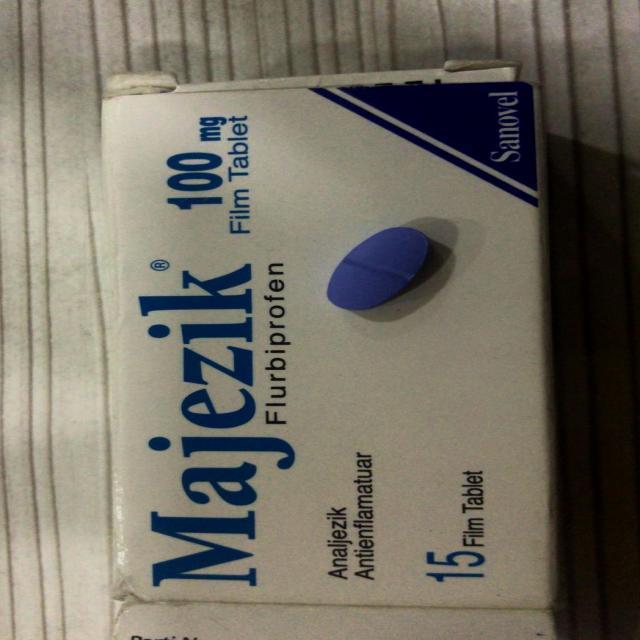 Majezik® 100 mg
Film Tablet
Flurbiprofen
Analjezik
Antienflamatuar
15 Film Tablet
Sanovel